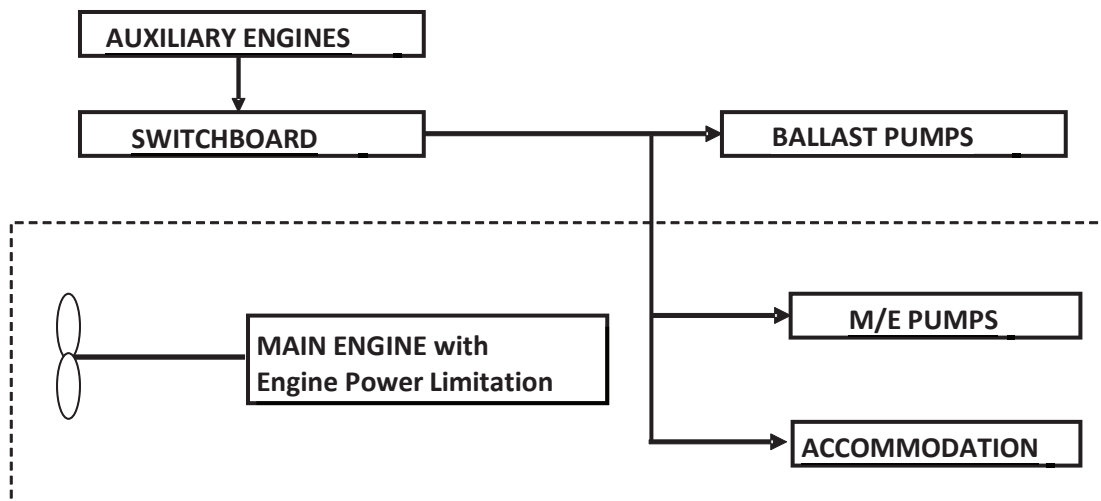 AUXILIARY ENGINES
SWITCHBOARD
BALLAST PUMPS
M/E PUMPS
MAIN ENGINE with
Engine Power Limitation
ACCOMMODATION